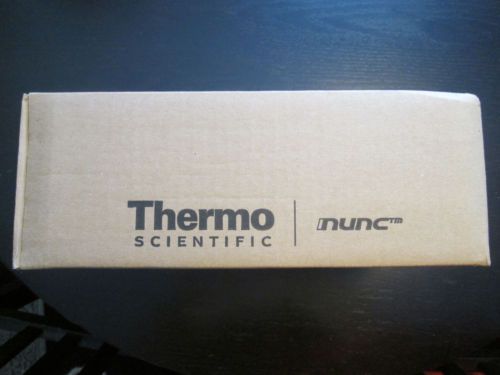 Thermo
SCIENTIFIC
nunc™